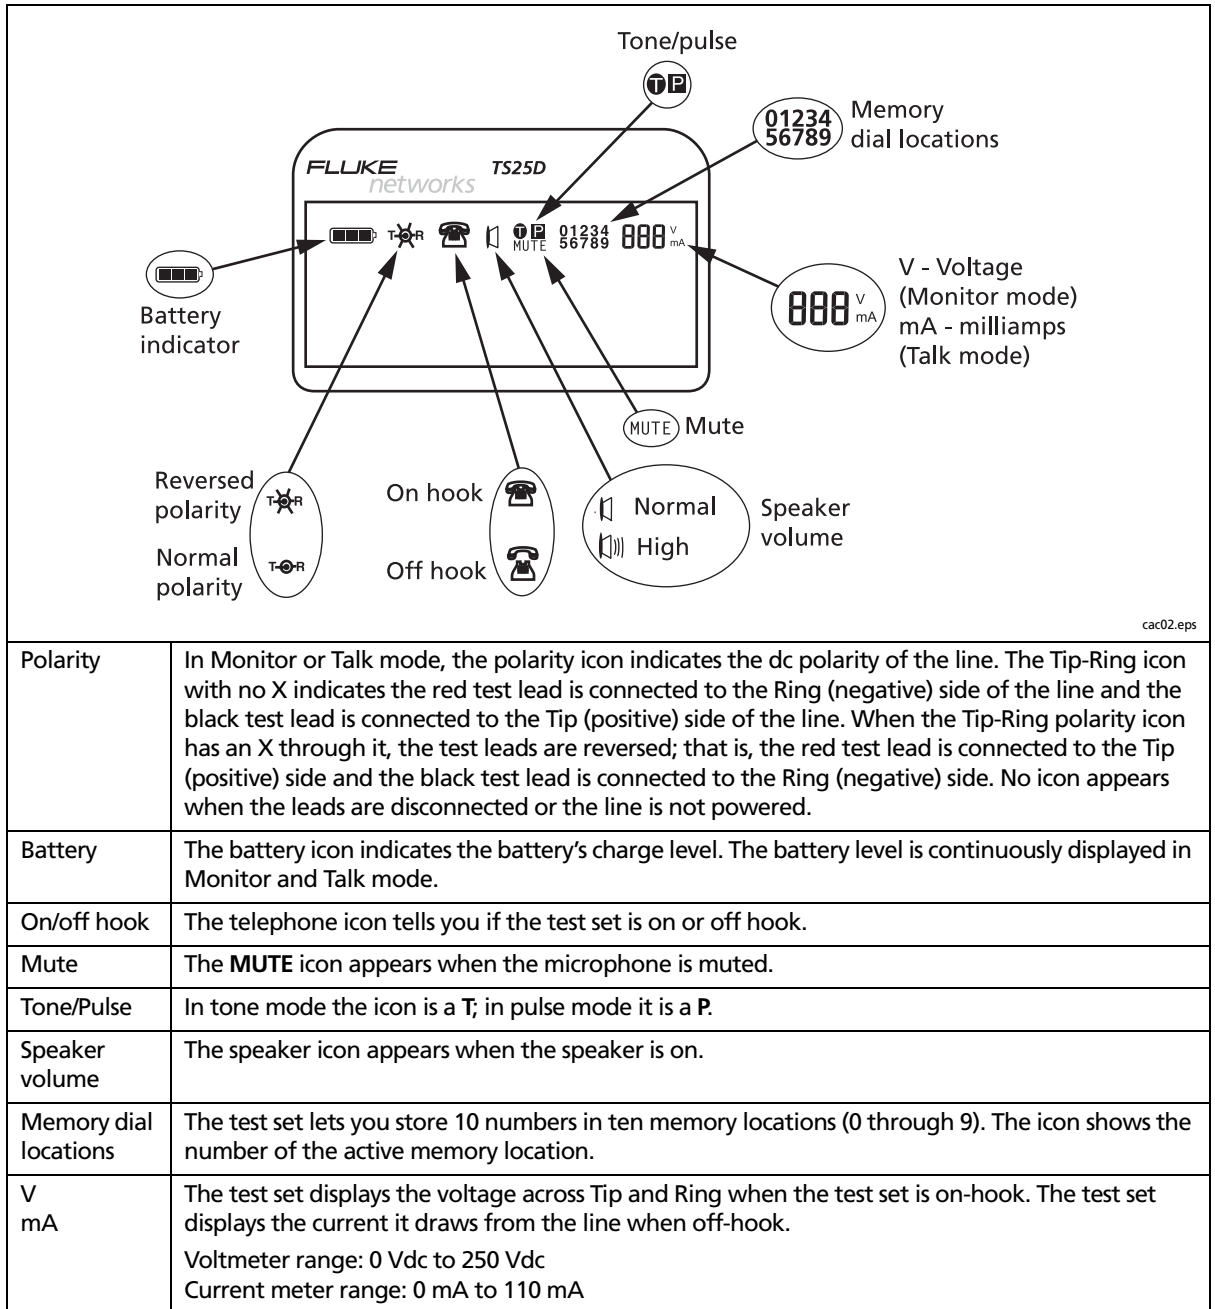 Tone/pulse
TP
01234
56789
Memory
dial locations
FLUKE
networks
TS25D
T R
T P
MUTE
01234
56789
888 V
mA
Battery
indicator
888 V
mA
V - Voltage
(Monitor mode)
mA - milliamps
(Talk mode)
MUTE Mute
Reversed
polarity
T R
Normal
polarity
T R
On hook
Off hook
Normal
High
Speaker
volume
cac02.eps
Polarity
In Monitor or Talk mode, the polarity icon indicates the dc polarity of the line. The Tip-Ring icon
with no X indicates the red test lead is connected to the Ring (negative) side of the line and the
black test lead is connected to the Tip (positive) side of the line. When the Tip-Ring polarity icon
has an X through it, the test leads are reversed; that is, the red test lead is connected to the Tip
(positive) side and the black test lead is connected to the Ring (negative) side. No icon appears
when the leads are disconnected or the line is not powered.
Battery
The battery icon indicates the battery's charge level. The battery level is continuously displayed in
Monitor and Talk mode.
On/off hook
The telephone icon tells you if the test set is on or off hook.
Mute
The MUTE icon appears when the microphone is muted.
Tone/Pulse
In tone mode the icon is a T; in pulse mode it is a P.
Speaker
volume
The speaker icon appears when the speaker is on.
Memory dial
locations
The test set lets you store 10 numbers in ten memory locations (0 through 9). The icon shows the
number of the active memory location.
V
mA
The test set displays the voltage across Tip and Ring when the test set is on-hook. The test set
displays the current it draws from the line when off-hook.
Voltmeter range: 0 Vdc to 250 Vdc
Current meter range: 0 mA to 110 mA